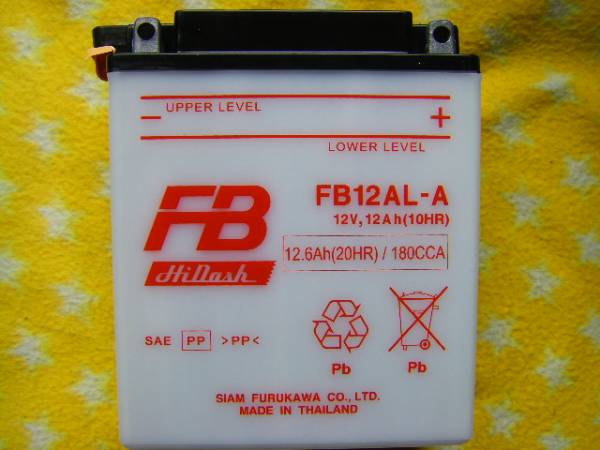 UPPER LEVEL
− +
LOWER LEVEL
FB12AL-A
12V, 12Ah(10HR)
FB
12.6Ah(20HR) / 180CCA
HiDash
SAE PP >PP<
Pb Pb
SIAM FURUKAWA CO., LTD.
MADE IN THAILAND